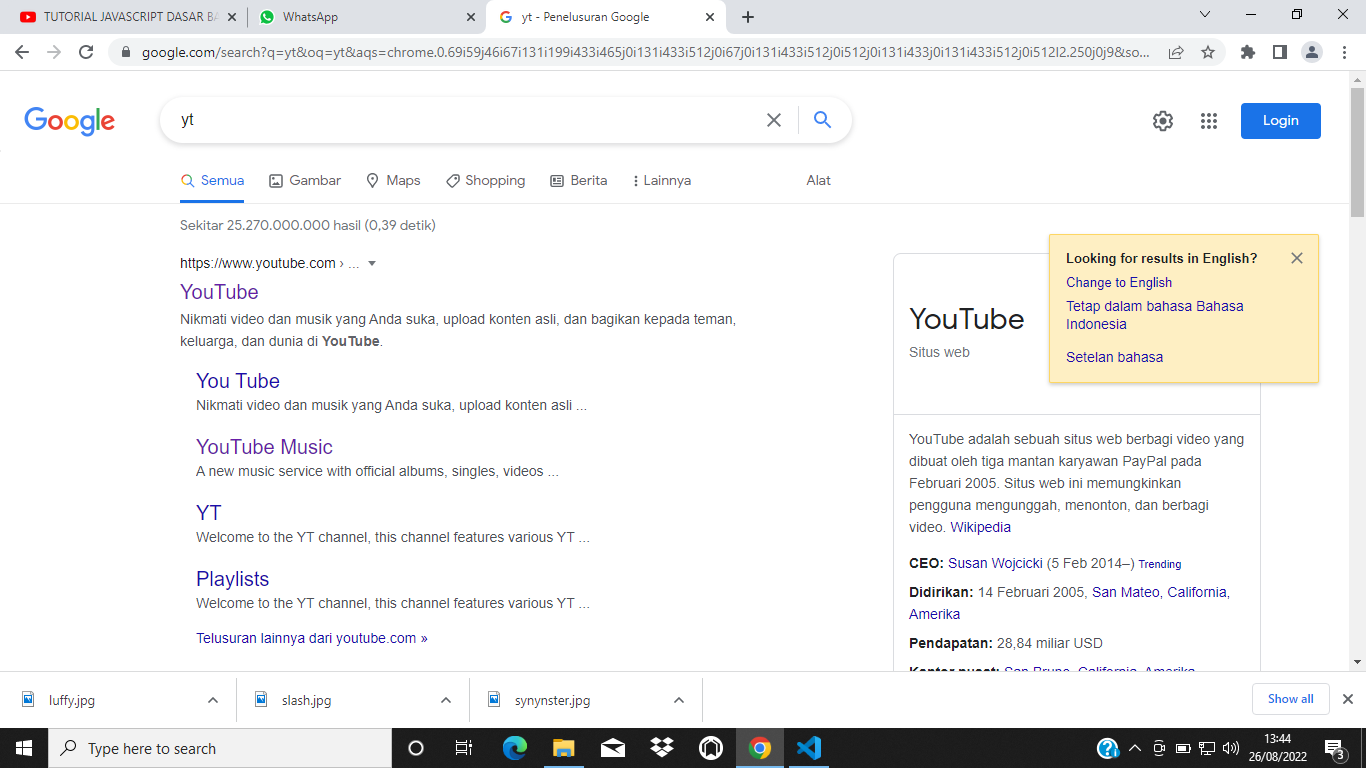 TUTORIAL JAVASCRIPT DASAR BA
WhatsApp
yt - Penelusuran Google
google.com/search?q=yt&oq=yt&aqs=chrome.0.69i59j46i67i131i199i433i465j0i131i433i512j0i67j0i131i433i512j0i512j0i131i433j0i131i433i512j0i512l2.250j0j9&so...
Google
yt
Login
Semua
Gambar
Maps
Shopping
Berita
Lainnya
Alat
Sekitar 25.270.000.000 hasil (0,39 detik)
https://www.youtube.com › ...
YouTube
Nikmati video dan musik yang Anda suka, upload konten asli, dan bagikan kepada teman,
keluarga, dan dunia di YouTube.
You Tube
Nikmati video dan musik yang Anda suka, upload konten asli ...
YouTube Music
A new music service with official albums, singles, videos ...
YT
Welcome to the YT channel, this channel features various YT ...
Playlists
Welcome to the YT channel, this channel features various YT ...
Telusuran lainnya dari youtube.com »
Looking for results in English?
Change to English
Tetap dalam bahasa Bahasa
Indonesia
Setelan bahasa
YouTube
Situs web
YouTube adalah sebuah situs web berbagi video yang
dibuat oleh tiga mantan karyawan PayPal pada
Februari 2005. Situs web ini memungkinkan
pengguna mengunggah, menonton, dan berbagi
video. Wikipedia
CEO: Susan Wojcicki (5 Feb 2014–) Trending
Didirikan: 14 Februari 2005, San Mateo, California,
Amerika
Pendapatan: 28,84 miliar USD
Kantor pusat: San Bruno, California, Amerika
luffy.jpg
slash.jpg
synynster.jpg
Show all
Type here to search
13:44
26/08/2022
3